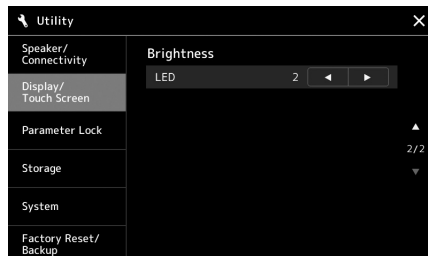 Utility
Speaker/
Connectivity
Display/
Touch Screen
Parameter Lock
Storage
System
Factory Reset/
Backup
Brightness
LED 2
2/2